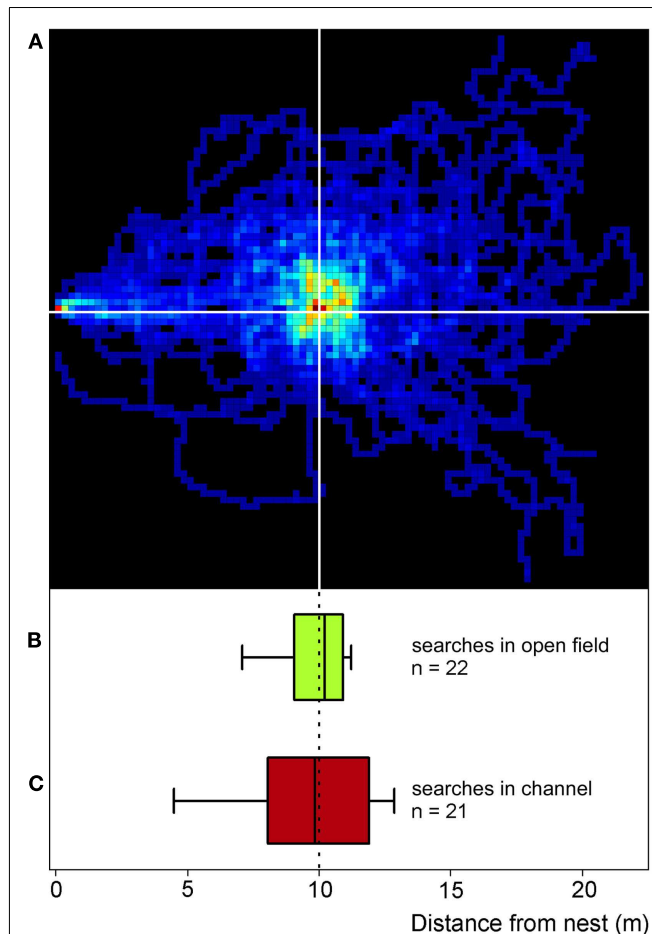 A
B
searches in open field
n = 22
C
searches in channel
n = 21
0 5 10 15 20
Distance from nest (m)